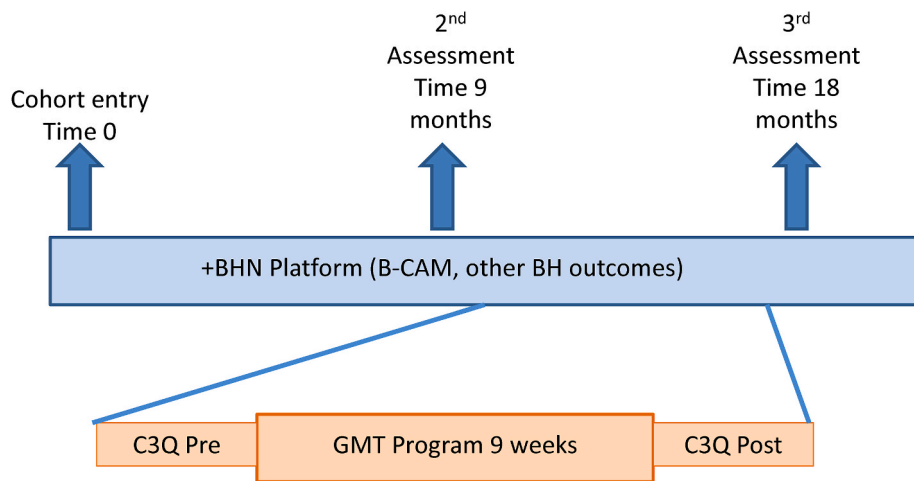 Cohort entry
Time 0
2nd
Assessment
Time 9
months
3rd
Assessment
Time 18
months
+BHN Platform (B-CAM, other BH outcomes)
C3Q Pre
GMT Program 9 weeks
C3Q Post